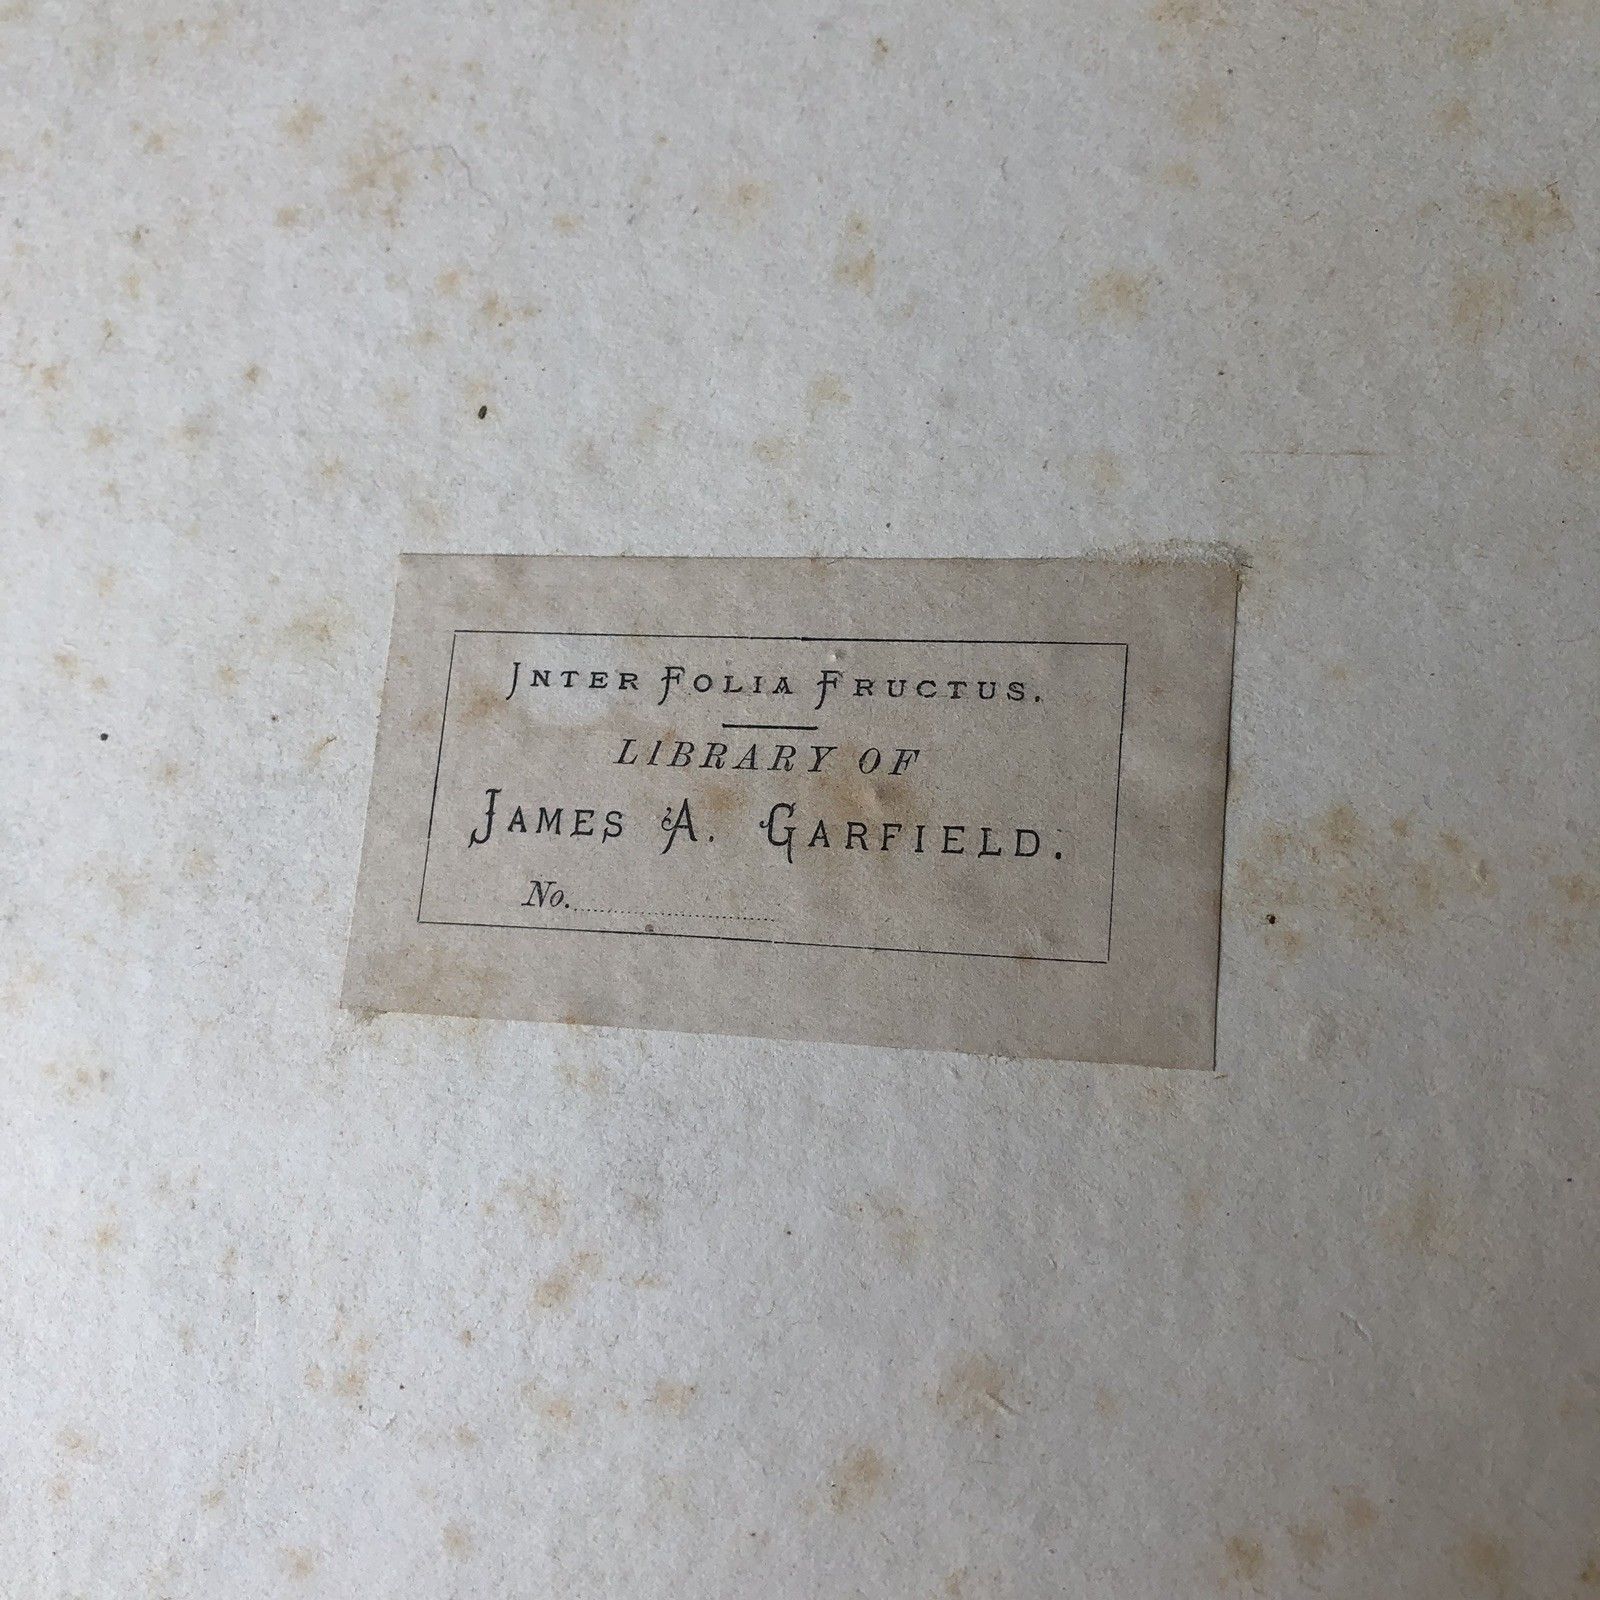 INTER FOLIA FRUCTUS.
LIBRARY OF
JAMES A. GARFIELD.
No.